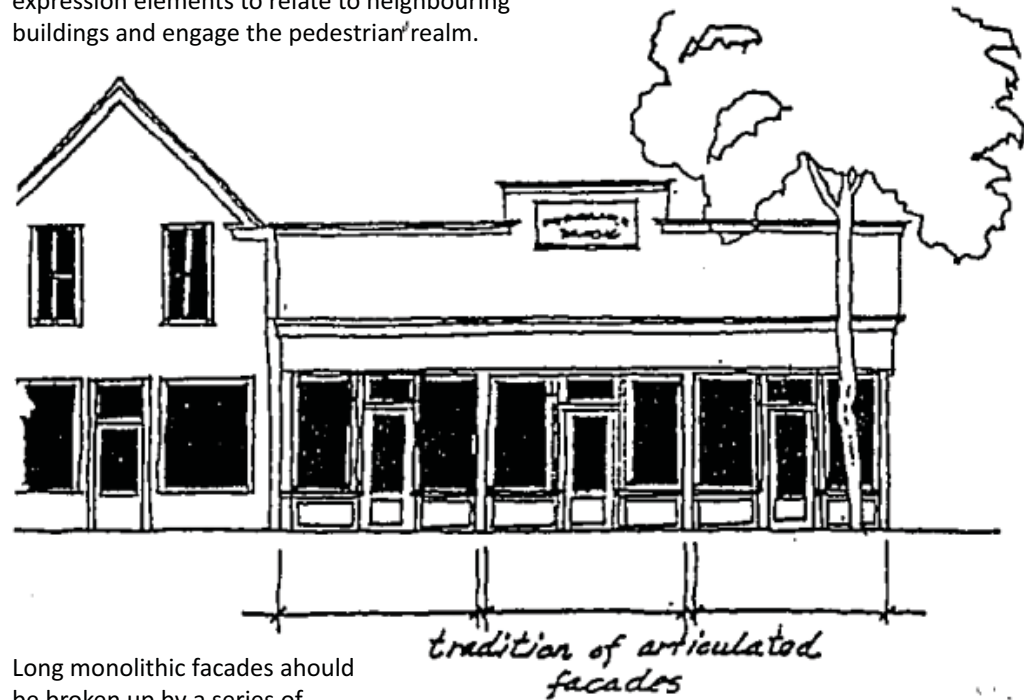 expression elements to relate to neighbouring
buildings and engage the pedestrian realm.
tradition of articulated
facades
Long monolithic facades ahould
be broken up by a series of